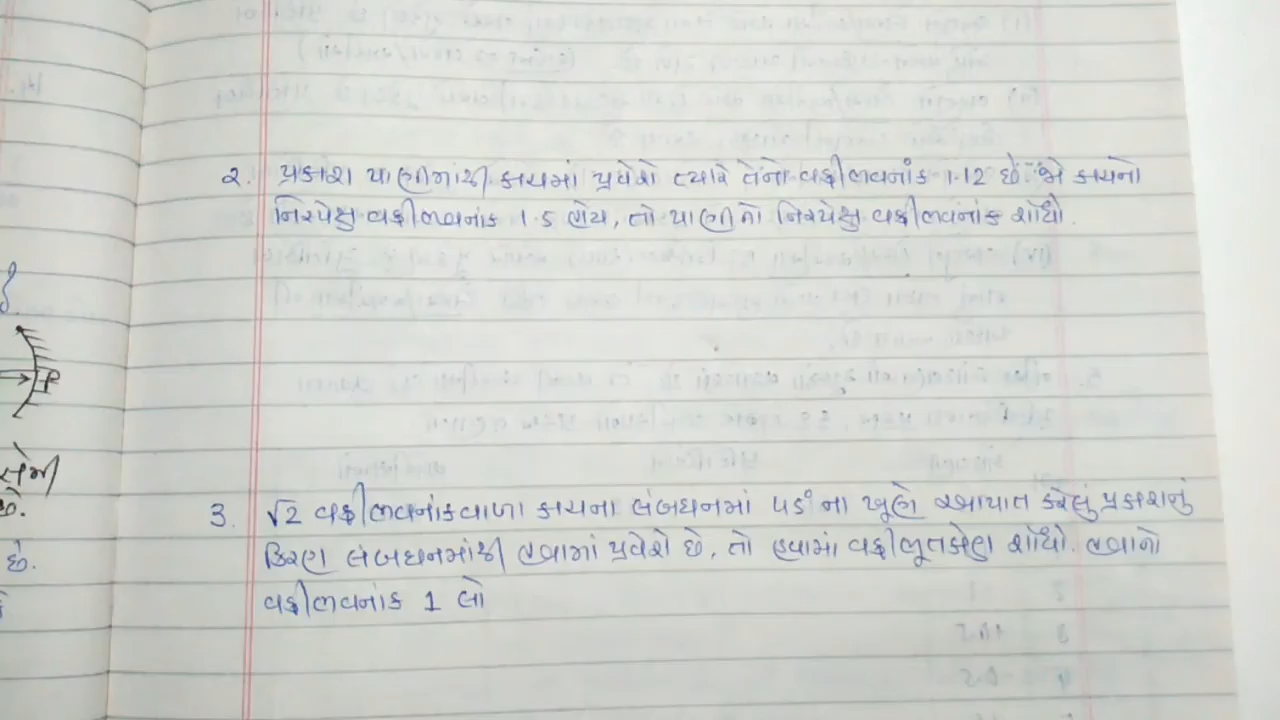 ૨. પ્રકાશ પાણીમાંથી કાચમાં પ્રવેશે ત્યારે તેનો વક્રીભવનાંક 1.12 છે. જો કાચનો
નિરપેક્ષ વક્રીભવનાંક 1.5 હોય, તો પાણીનો નિરપેક્ષ વક્રીભવનાંક શોધો.
P
છે.
છે.
3. √2 વક્રીભવનાંકવાળા કાચના લંબઘનમાં ૫ડ° ના ખૂણે આપાત કરેલું પ્રકાશનું
કિરણ લંબઘનમાંથી હવામાં પ્રવેશે છે, તો હવામાં વક્રીભૂતકોણ શોધો. હવાનો
વક્રીભવનાંક 1 લો